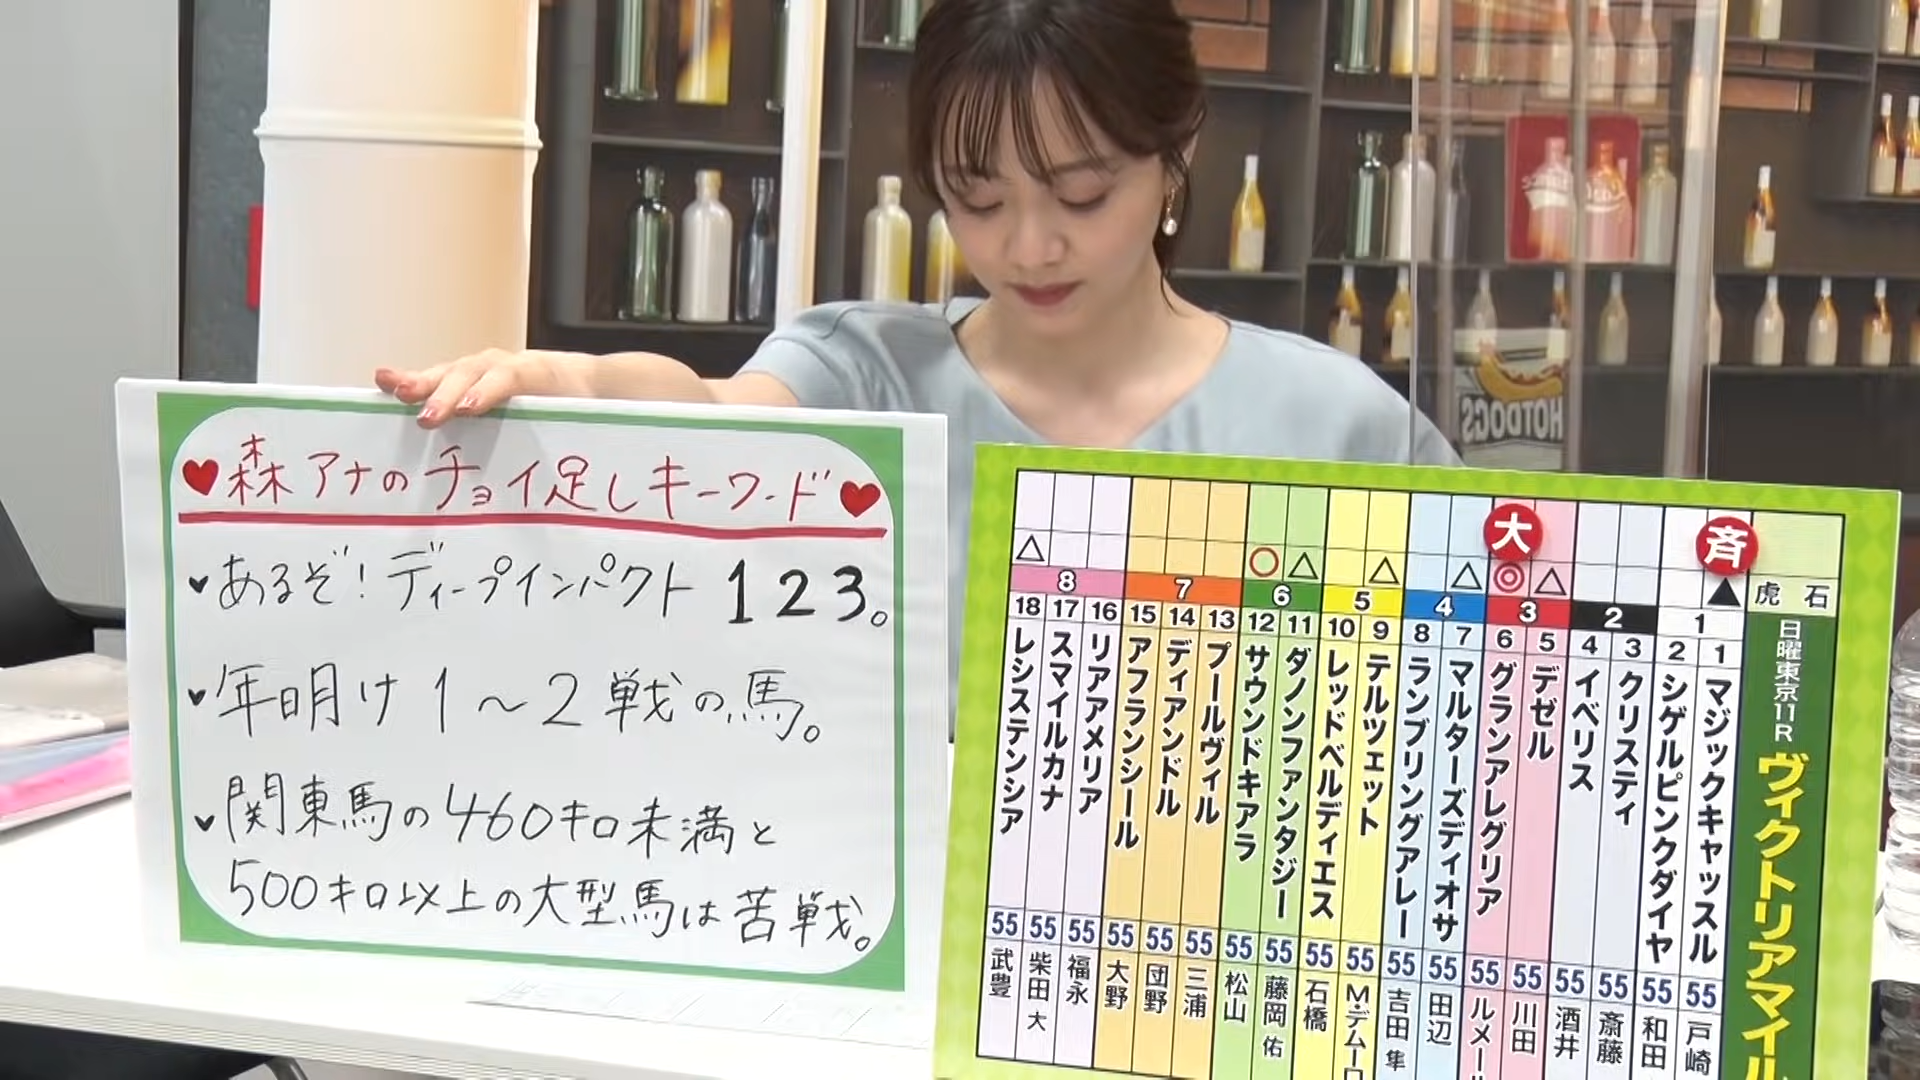 ♥森アナのチョイ足しキーワード♥
あるぞ!ディープインパクト123。
年明け1〜2戦の馬。
関東馬の460キロ未満と
500キロ以上の大型馬は苦戦。
HOTDOGS
日曜東京11R ヴィクトリアマイル
虎 石
大
斉
▲ 1 1 マジックキャッスル 55 戸崎
2 シゲルピンクダイヤ 55 和田
2 3 クリスティ 55 斎藤
4 イベリス 55 酒井
△ 3 5 デゼル 55 川田
◎ 6 グランアレグリア 55 ルメール
△ 4 7 マルターズディオサ 55 田辺
8 ランブリングアレー 55 吉田 隼
△ 5 9 テルツェット 55 M・デムーロ
10 レッドベルディエス 55 石橋
△ 6 11 ダノンファンタジー 55 藤岡 佑
○ 12 サウンドキアラ 55 松山
7 13 プールヴィル 55 三浦
14 ディアンドル 55 団野
15 アフランシール 55 大野
8 16 リアアメリア 55 福永
17 スマイルカナ 55 柴田 大
△ 18 レシステンシア 55 武豊